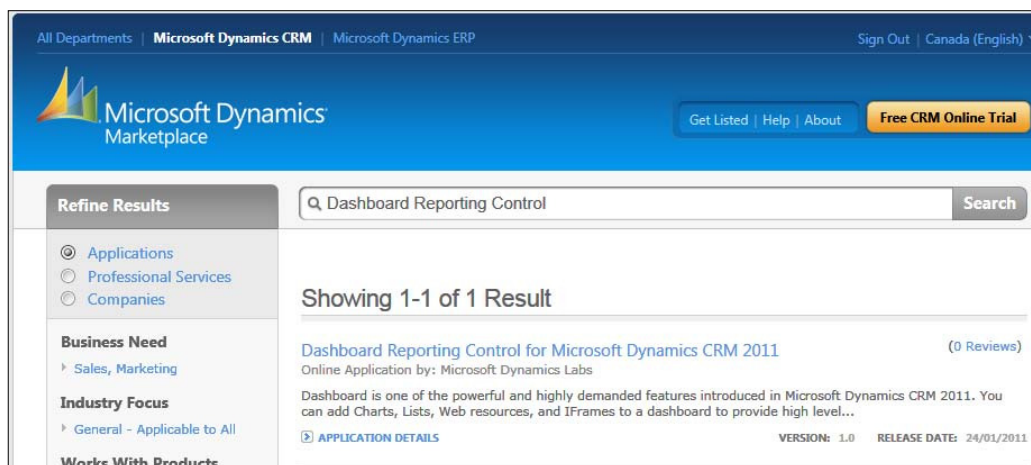 All Departments | Microsoft Dynamics CRM | Microsoft Dynamics ERP
Sign Out | Canada (English)
Microsoft Dynamics
Marketplace
Get Listed | Help | About
Free CRM Online Trial
Refine Results
Dashboard Reporting Control
Search
Applications
Professional Services
Companies
Business Need
Sales, Marketing
Industry Focus
General - Applicable to All
Works With Products
Showing 1-1 of 1 Result
Dashboard Reporting Control for Microsoft Dynamics CRM 2011
(0 Reviews)
Online Application by: Microsoft Dynamics Labs
Dashboard is one of the powerful and highly demanded features introduced in Microsoft Dynamics CRM 2011. You
can add Charts, Lists, Web resources, and IFrames to a dashboard to provide high level...
APPLICATION DETAILS
VERSION: 1.0 RELEASE DATE: 24/01/2011